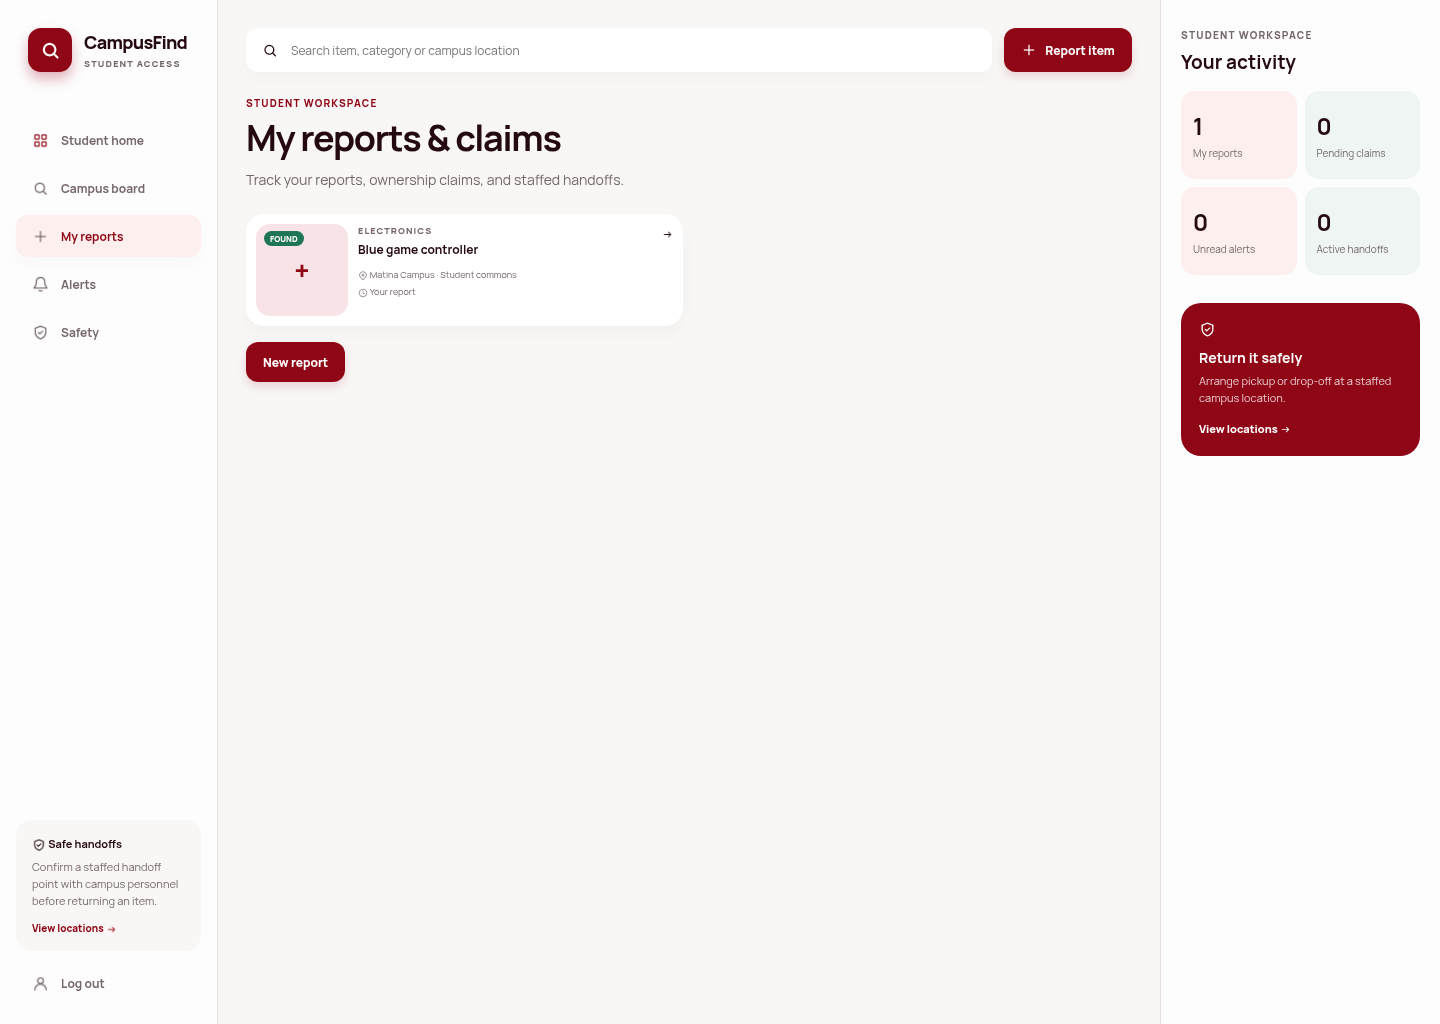 CampusFind
STUDENT ACCESS
Student home
Campus board
My reports
Alerts
Safety
Safe handoffs
Confirm a staffed handoff
point with campus personnel
before returning an item.
View locations →
Log out
Search item, category or campus location
+ Report item
STUDENT WORKSPACE
My reports & claims
Track your reports, ownership claims, and staffed handoffs.
FOUND
+
ELECTRONICS
→
Blue game controller
Matina Campus · Student commons
Your report
New report
STUDENT WORKSPACE
Your activity
1
My reports
0
Pending claims
0
Unread alerts
0
Active handoffs
Return it safely
Arrange pickup or drop-off at a staffed
campus location.
View locations →